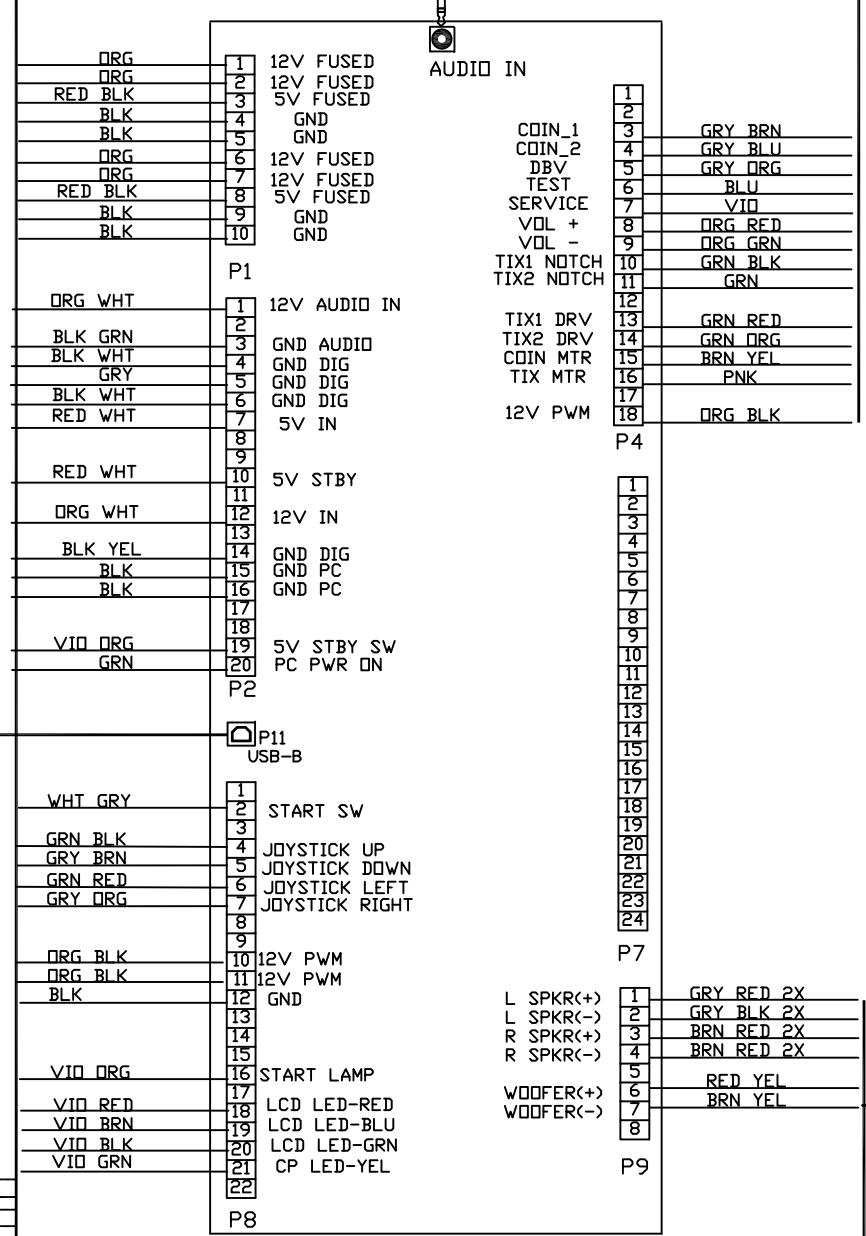 AUDIO IN
ORG 1 12V FUSED
ORG 2 12V FUSED
RED BLK 3 5V FUSED
BLK 4 GND
BLK 5 GND
ORG 6 12V FUSED
ORG 7 12V FUSED
RED BLK 8 5V FUSED
BLK 9 GND
BLK 10 GND
P1
ORG WHT 1 12V AUDIO IN
2
BLK GRN 3 GND AUDIO
BLK WHT 4 GND DIG
GRY 5 GND DIG
BLK WHT 6 GND DIG
RED WHT 7 5V IN
8
9
RED WHT 10 5V STBY
11
ORG WHT 12 12V IN
13
BLK YEL 14 GND DIG
BLK 15 GND PC
BLK 16 GND PC
17
18
VIO ORG 19 5V STBY SW
GRN 20 PC PWR ON
P2
P11
USB-B
1
WHT GRY 2 START SW
3
GRN BLK 4 JOYSTICK UP
GRY BRN 5 JOYSTICK DOWN
GRN RED 6 JOYSTICK LEFT
GRY ORG 7 JOYSTICK RIGHT
8
9
ORG BLK 10 12V PWM
ORG BLK 11 12V PWM
BLK 12 GND
13
14
15
VIO ORG 16 START LAMP
17
VIO RED 18 LCD LED-RED
VIO BRN 19 LCD LED-BLU
VIO BLK 20 LCD LED-GRN
VIO GRN 21 CP LED-YEL
22
P8
1
2
COIN_1 3 GRY BRN
COIN_2 4 GRY BLU
DBV 5 GRY ORG
TEST 6 BLU
SERVICE 7 VIO
VOL + 8 ORG RED
VOL - 9 ORG GRN
TIX1 NOTCH 10 GRN BLK
TIX2 NOTCH 11 GRN
12
TIX1 DRV 13 GRN RED
TIX2 DRV 14 GRN ORG
COIN MTR 15 BRN YEL
TIX MTR 16 PNK
17
12V PWM 18 ORG BLK
P4
1
2
3
4
5
6
7
8
9
10
11
12
13
14
15
16
17
18
19
20
21
22
23
24
P7
L SPKR(+) 1 GRY RED 2X
L SPKR(-) 2 GRY BLK 2X
R SPKR(+) 3 BRN RED 2X
R SPKR(-) 4 BRN RED 2X
5
WOOFER(+) 6 RED YEL
WOOFER(-) 7 BRN YEL
8
P9